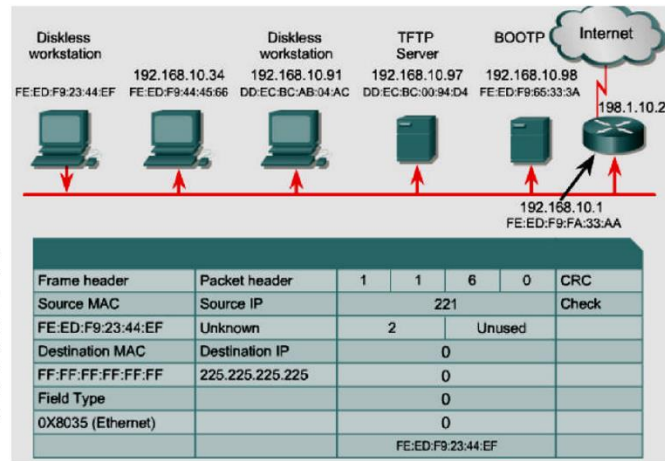 Diskless
workstation
FE:ED:F9:23:44:EF
192.168.10.34
FE:ED:F9:44:45:66
Diskless
workstation
192.168.10.91
DD:EC:BC:AB:04:AC
TFTP
Server
192.168.10.97
DD:EC:BC:00:94:D4
BOOTP
192.168.10.98
FE:ED:F9:65:33:3A
Internet
198.1.10.2
192.168.10.1
FE:ED:F9:FA:33:AA
Frame header Packet header 1 1 6 0 CRC
Source MAC Source IP 221 Check
FE:ED:F9:23:44:EF Unknown 2 Unused
Destination MAC Destination IP 0
FF:FF:FF:FF:FF:FF 225.225.225.225 0
Field Type 0
0X8035 (Ethernet) 0
FE:ED:F9:23:44:EF